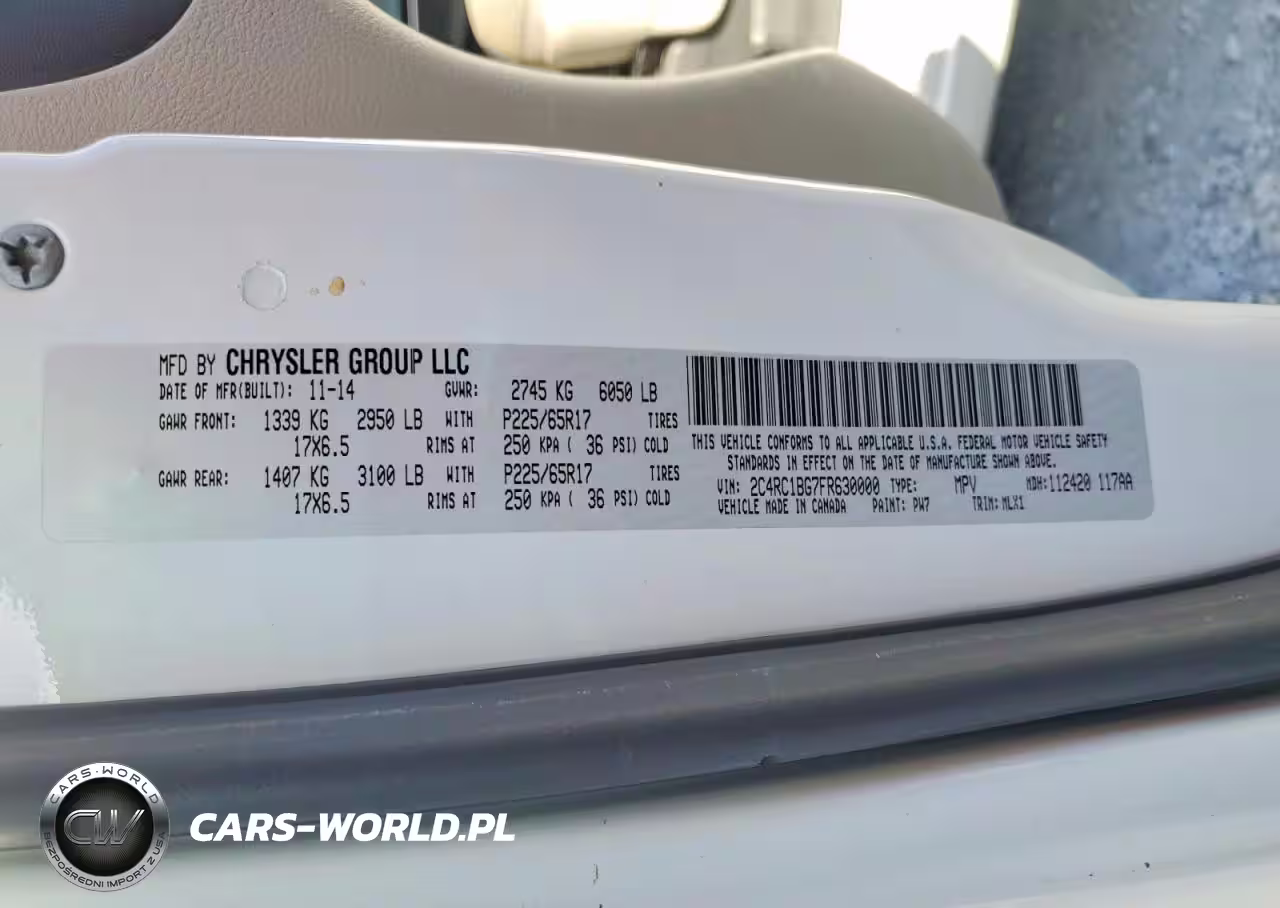 MFD BY CHRYSLER GROUP LLC
DATE OF MFR(BUILT): 11-14 GVWR: 2745 KG 6050 LB
GAWR FRONT: 1339 KG 2950 LB WITH P225/65R17 TIRES
17X6.5 RIMS AT 250 KPA ( 36 PSI) COLD
GAWR REAR: 1407 KG 3100 LB WITH P225/65R17 TIRES
17X6.5 RIMS AT 250 KPA ( 36 PSI) COLD
THIS VEHICLE CONFORMS TO ALL APPLICABLE U.S.A. FEDERAL MOTOR VEHICLE SAFETY
STANDARDS IN EFFECT ON THE DATE OF MANUFACTURE SHOWN ABOVE.
VIN: 2C4RC1BG7FR630000 TYPE: MPV MDH: 112420 117AA
VEHICLE MADE IN CANADA PAINT: PW7 TRIM: MLX1
CARS-WORLD
CW
BEZPOŚREDNI IMPORT Z USA
CARS-WORLD.PL